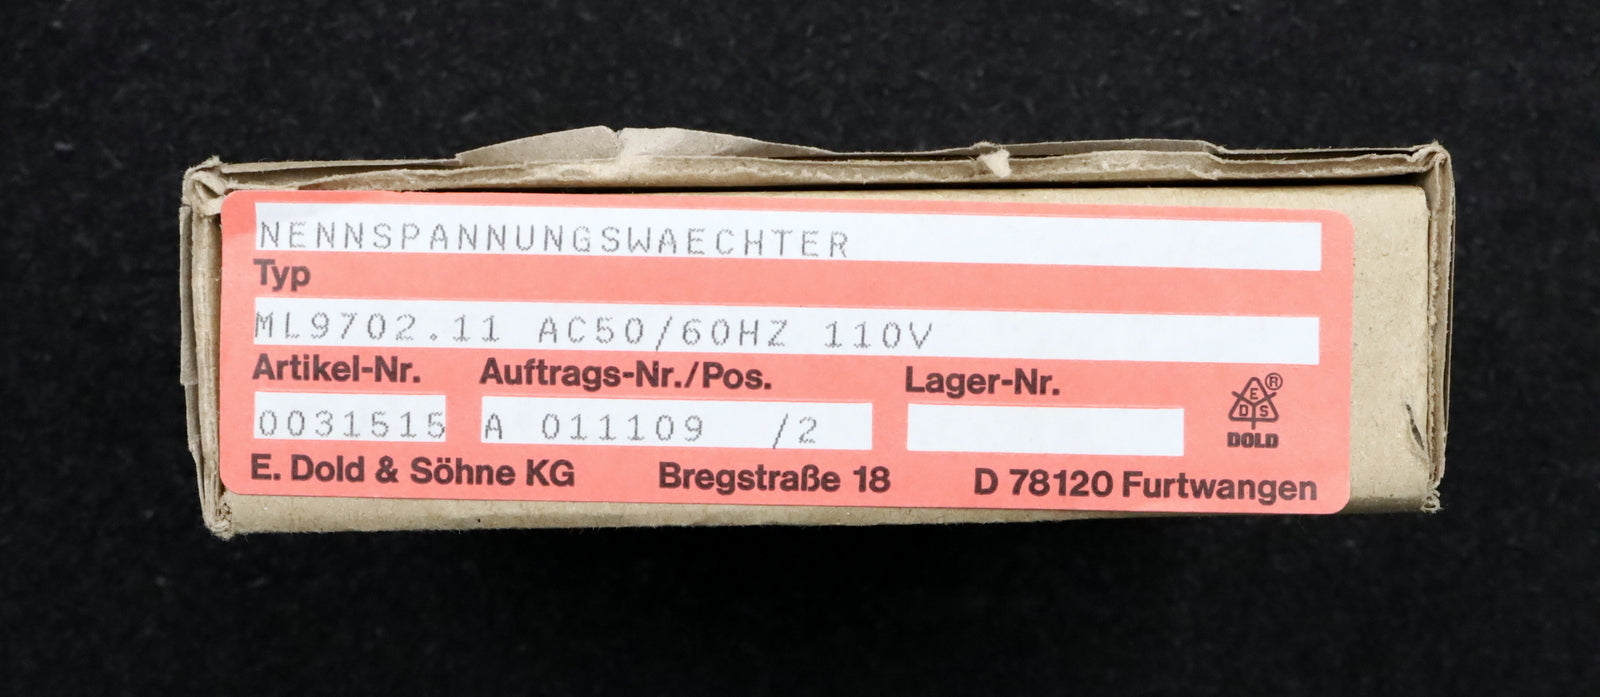 NENNSPANNUNGSWAECHTER
Typ
ML9702.11 AC50/60HZ 110V
Artikel-Nr. Auftrags-Nr./Pos. Lager-Nr.
0031515 A 011109 /2
E D S ®
DOLD
E. Dold & Söhne KG Bregstraße 18 D 78120 Furtwangen